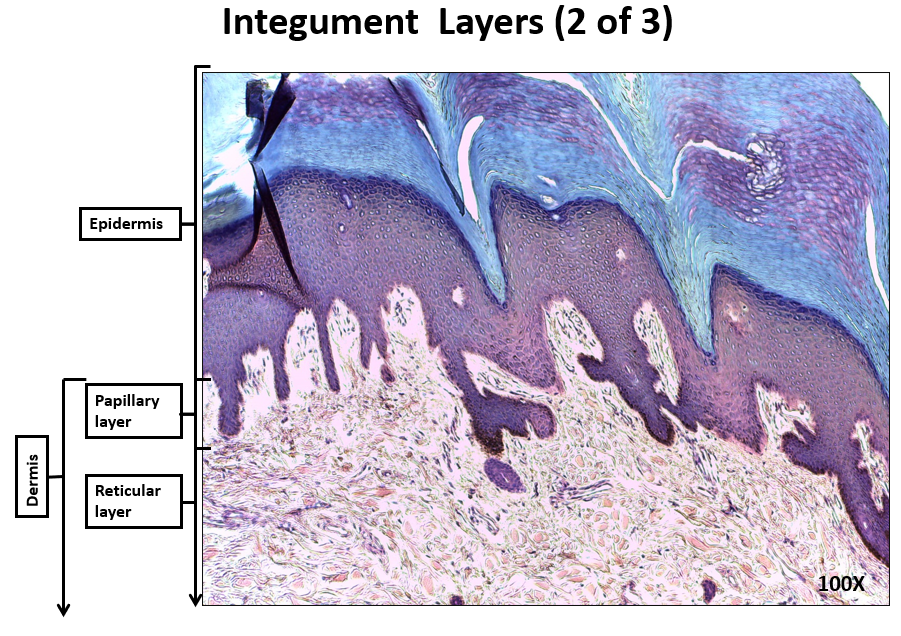 Integument Layers (2 of 3)
Epidermis
Papillary
layer
Dermis
Reticular
layer
100X